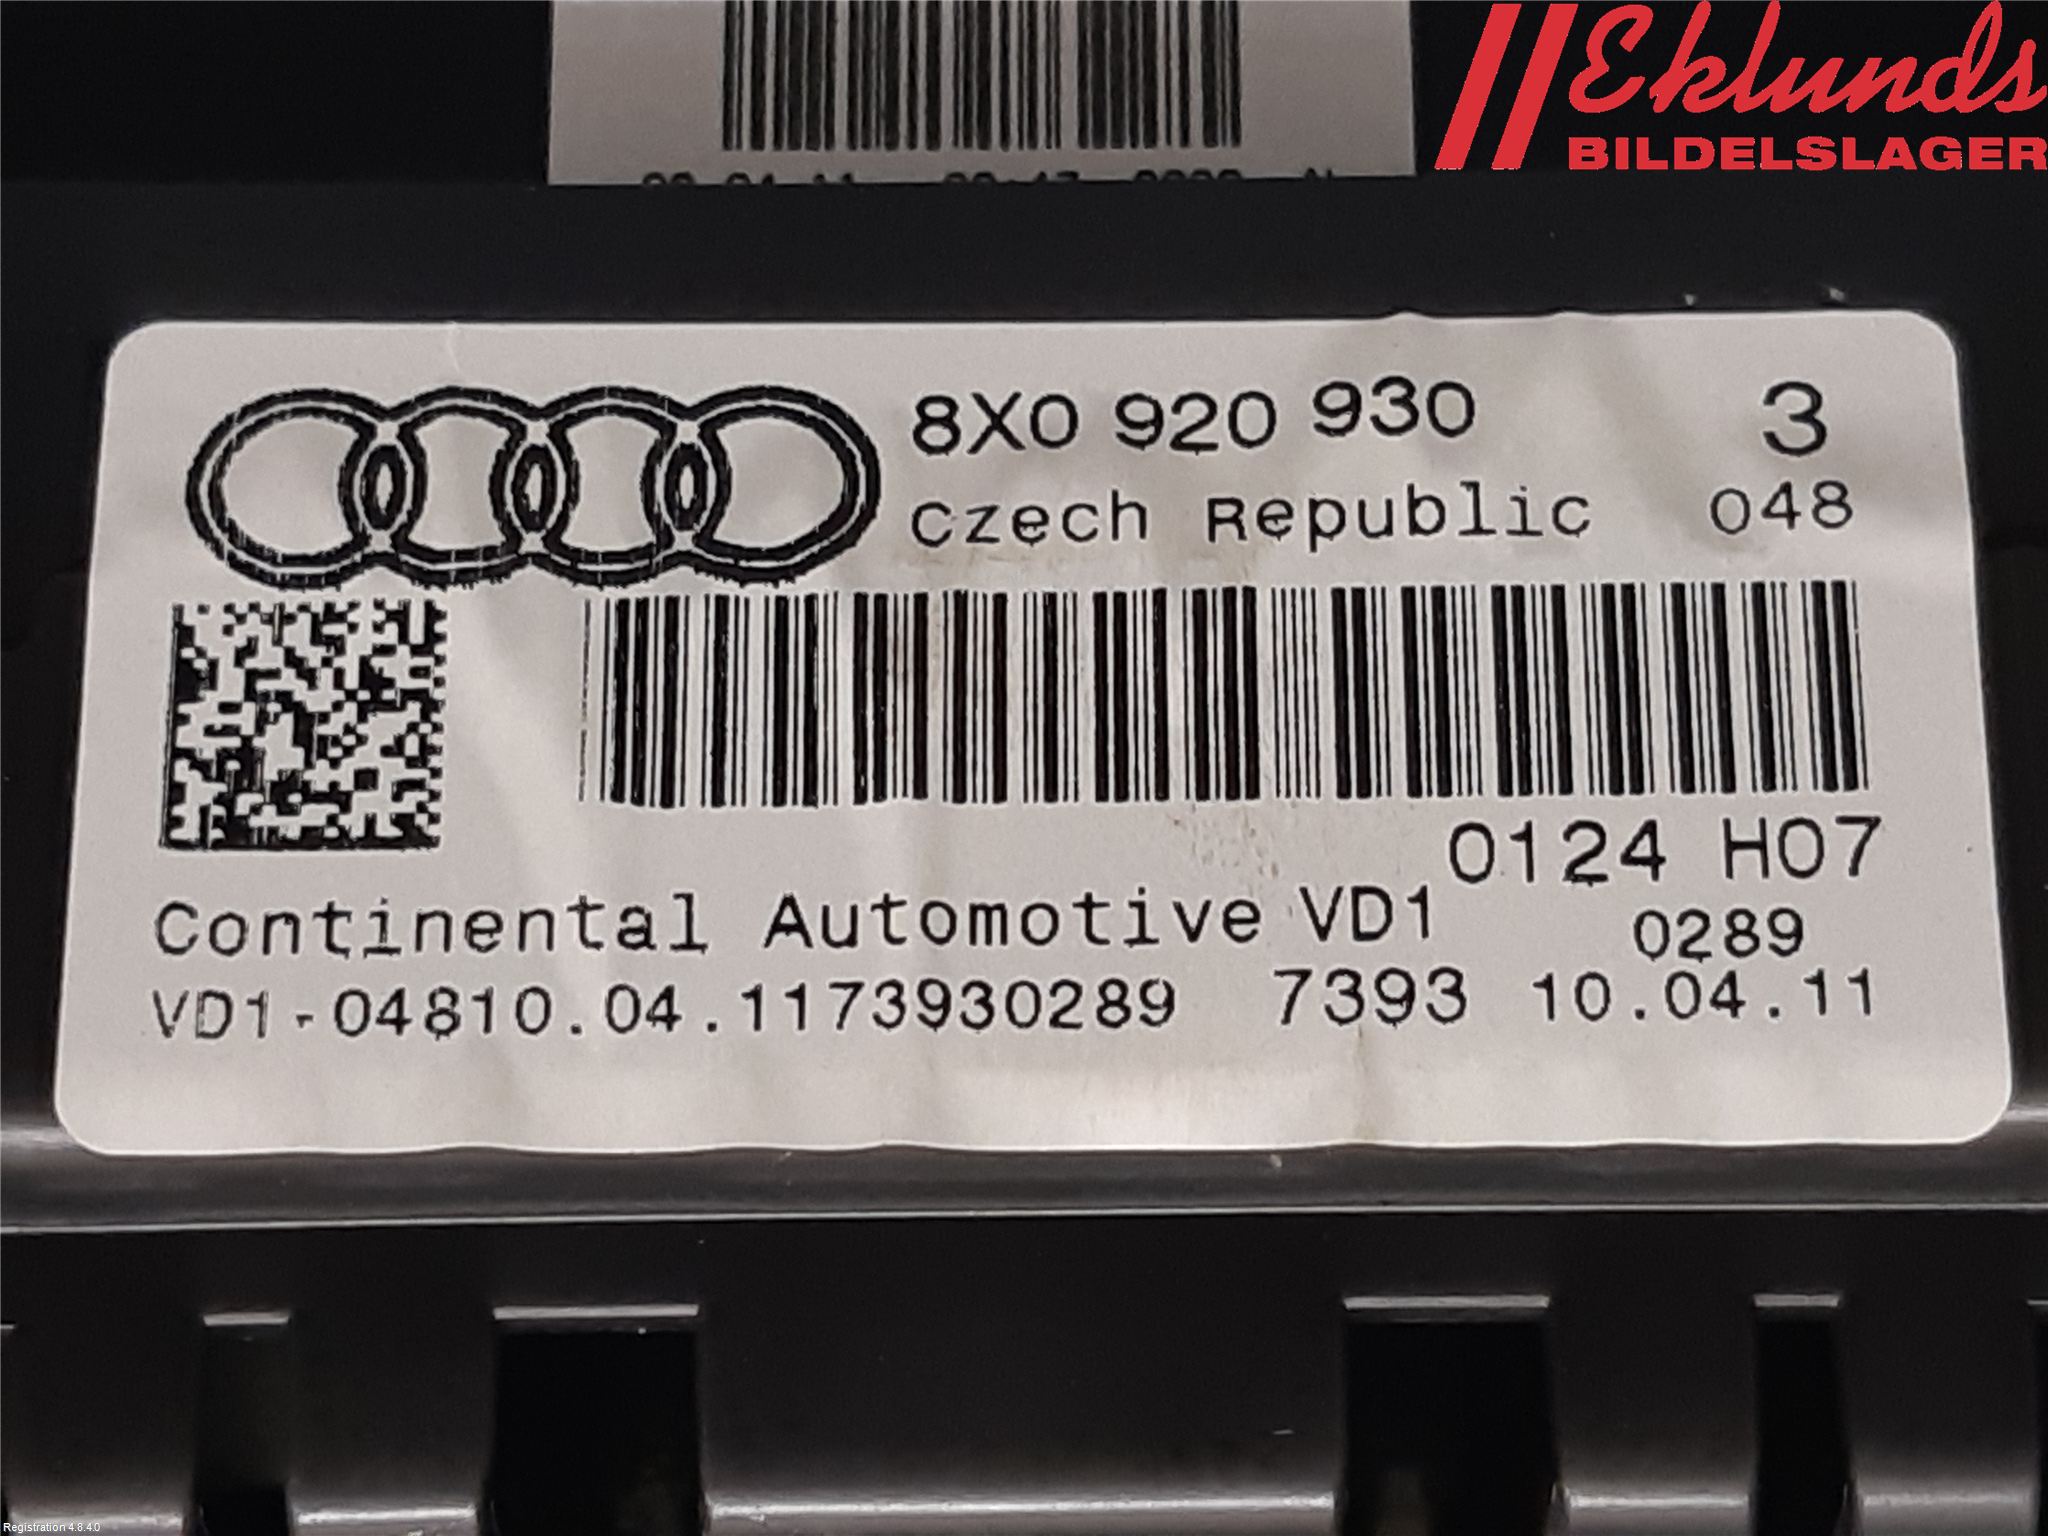 Eklunds
BILDELSLAGER
8X0 920 930 3
Czech Republic 048
0124 H07
Continental Automotive VD1 0289
VD1-04810.04.1173930289 7393 10.04.11
Registration 4.8.4.0